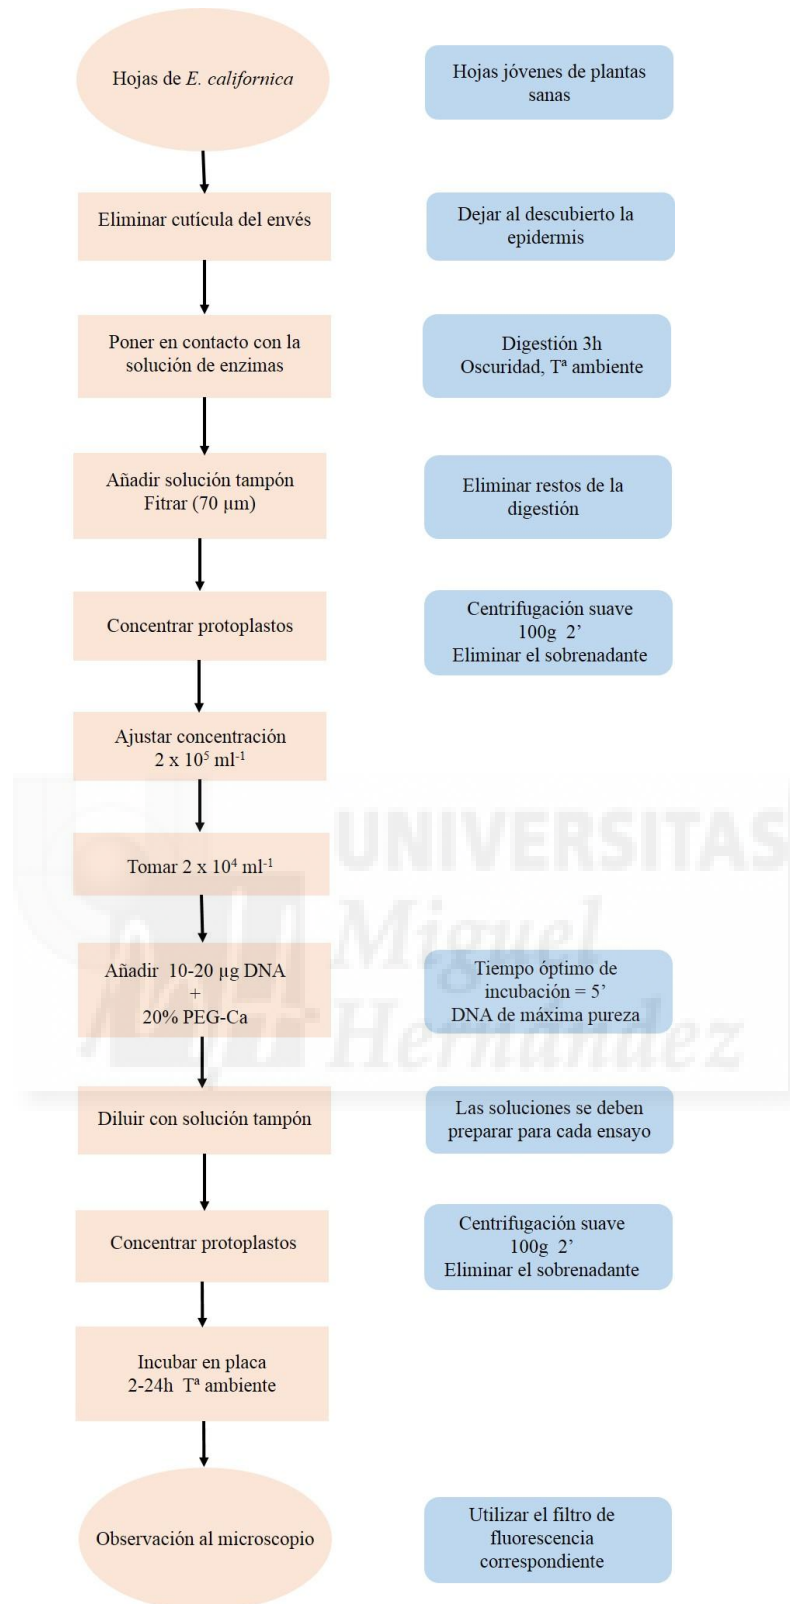 Hojas de E. californica
Hojas jóvenes de plantas
sanas
Eliminar cutícula del envés
Dejar al descubierto la
epidermis
Poner en contacto con la
solución de enzimas
Digestión 3h
Oscuridad, Tª ambiente
Añadir solución tampón
Fitrar (70 µm)
Eliminar restos de la
digestión
Concentrar protoplastos
Centrifugación suave
100g 2’
Eliminar el sobrenadante
Ajustar concentración
2 x 10⁵ ml⁻¹
Tomar 2 x 10⁴ ml⁻¹
UNIVERSITAS
Miguel
Hernández
Añadir 10-20 µg DNA
+
20% PEG-Ca
Tiempo óptimo de
incubación = 5’
DNA de máxima pureza
Diluir con solución tampón
Las soluciones se deben
preparar para cada ensayo
Concentrar protoplastos
Centrifugación suave
100g 2’
Eliminar el sobrenadante
Incubar en placa
2-24h Tª ambiente
Observación al microscopio
Utilizar el filtro de
fluorescencia
correspondiente